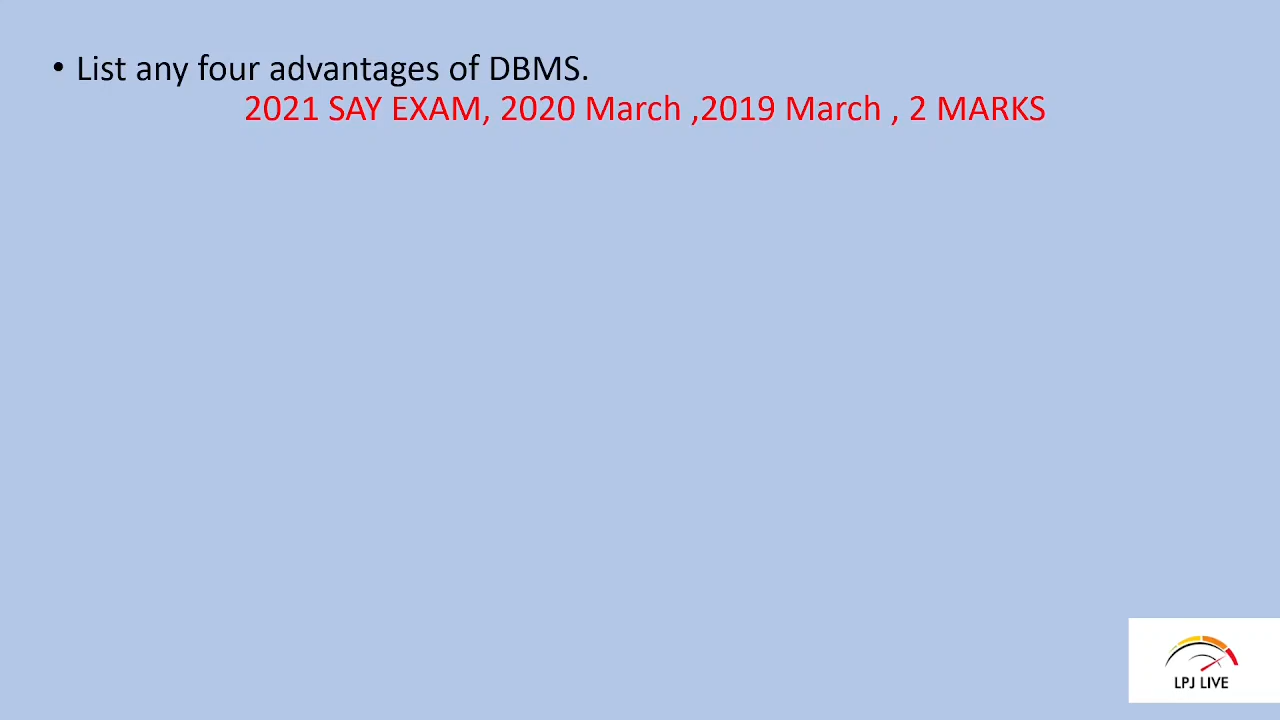 • List any four advantages of DBMS.
2021 SAY EXAM, 2020 March ,2019 March , 2 MARKS
LPJ LIVE